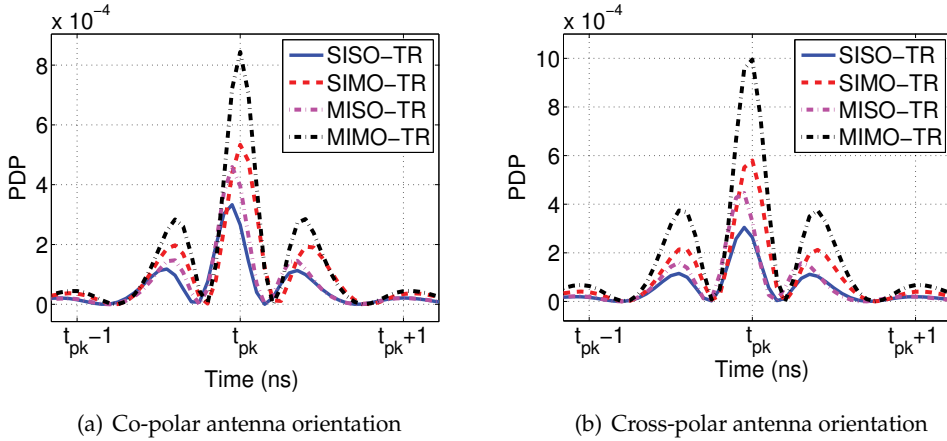 x 10⁻⁴
8
6
4
2
0
PDP
SISO−TR
SIMO−TR
MISO−TR
MIMO−TR
t_pk−1
t_pk
t_pk+1
Time (ns)
(a) Co-polar antenna orientation
x 10⁻⁴
10
8
6
4
2
0
PDP
SISO−TR
SIMO−TR
MISO−TR
MIMO−TR
t_pk−1
t_pk
t_pk+1
Time (ns)
(b) Cross-polar antenna orientation